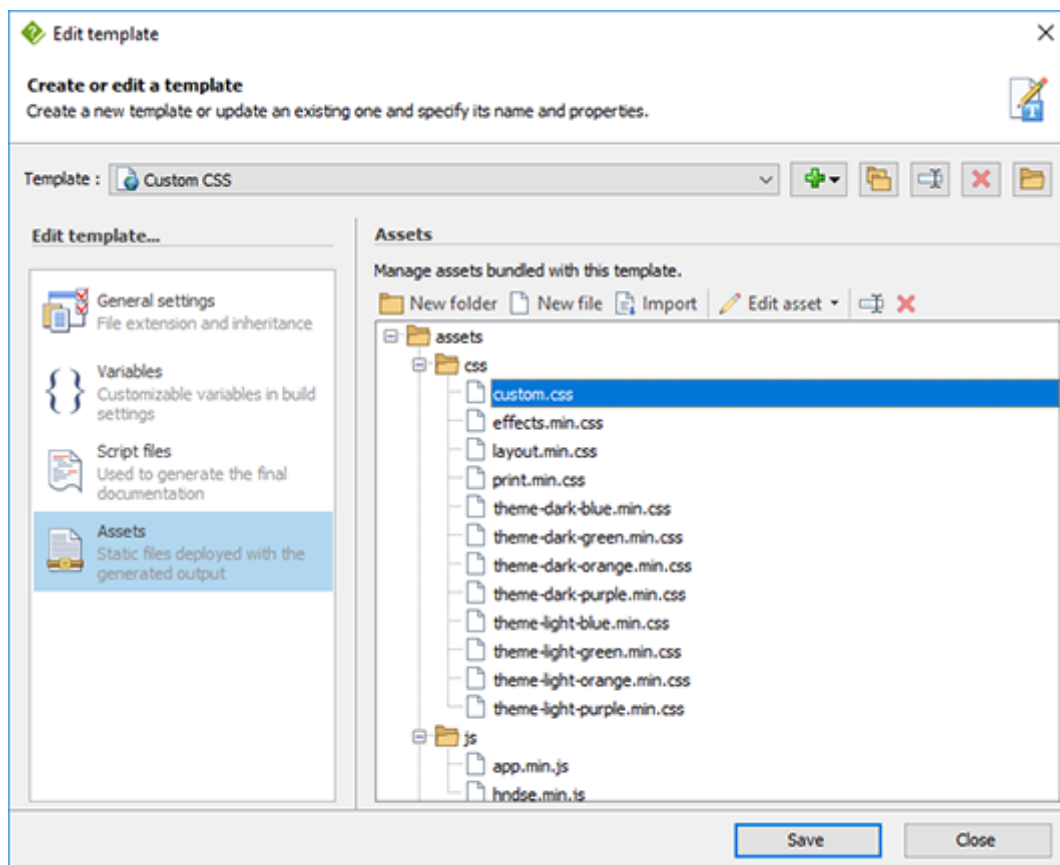 Edit template
Create or edit a template
Create a new template or update an existing one and specify its name and properties.
Template : Custom CSS
Edit template...
General settings
File extension and inheritance
Variables
Customizable variables in build
settings
Script files
Used to generate the final
documentation
Assets
Static files deployed with the
generated output
Assets
Manage assets bundled with this template.
New folder New file Import Edit asset
assets
css
custom.css
effects.min.css
layout.min.css
print.min.css
theme-dark-blue.min.css
theme-dark-green.min.css
theme-dark-orange.min.css
theme-dark-purple.min.css
theme-light-blue.min.css
theme-light-green.min.css
theme-light-orange.min.css
theme-light-purple.min.css
js
app.min.js
hndse.min.js
Save Close